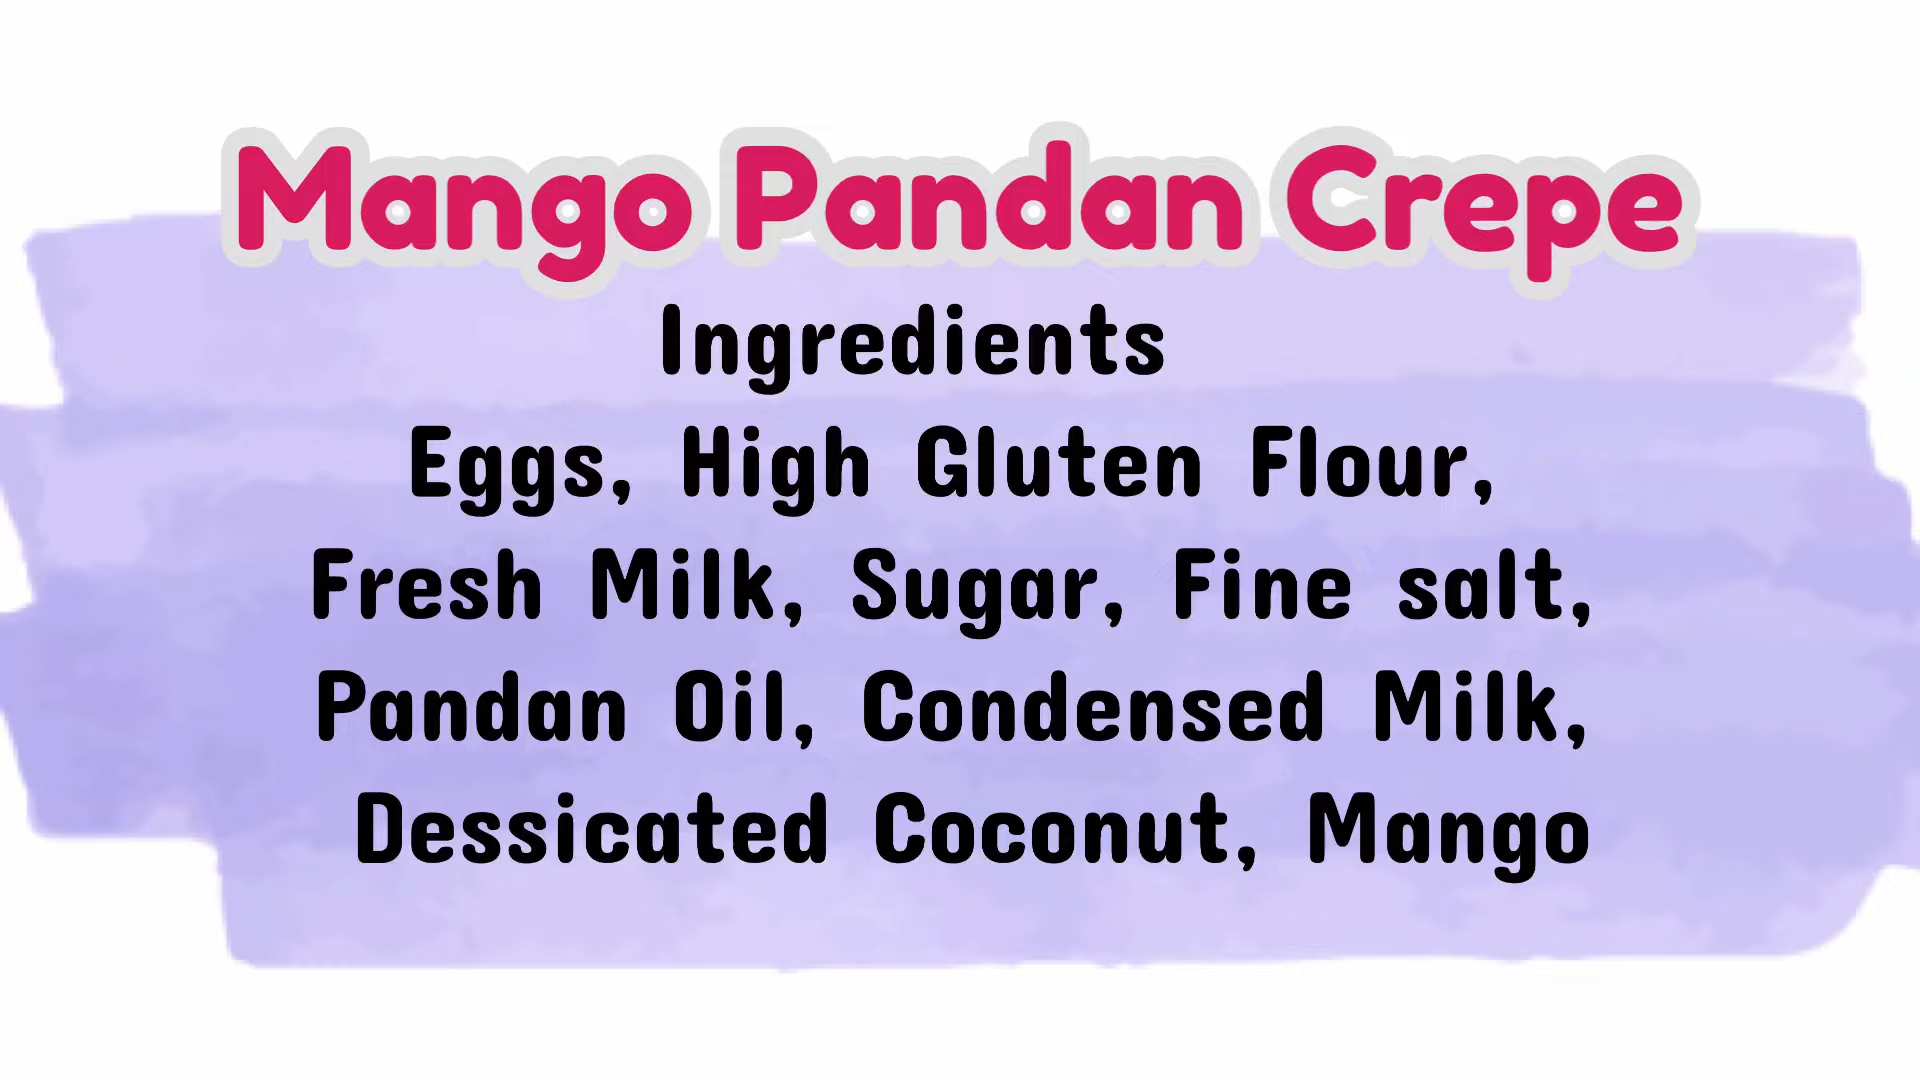 Mango Pandan Crepe
Ingredients
Eggs, High Gluten Flour,
Fresh Milk, Sugar, Fine salt,
Pandan Oil, Condensed Milk,
Dessicated Coconut, Mango